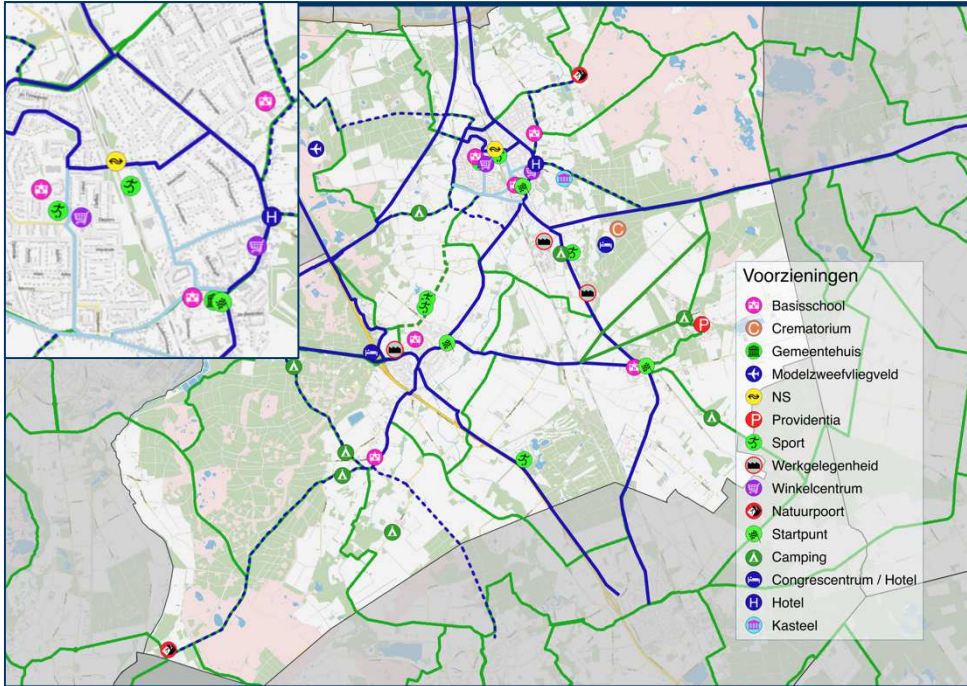 Voorzieningen
Basisschool
Crematorium
Gemeentehuis
Modelzweefvliegveld
NS
Providentia
Sport
Werkgelegenheid
Winkelcentrum
Natuurpoort
Startpunt
Camping
Congrescentrum / Hotel
Hotel
Kasteel
H
H
C
P
C
P
H